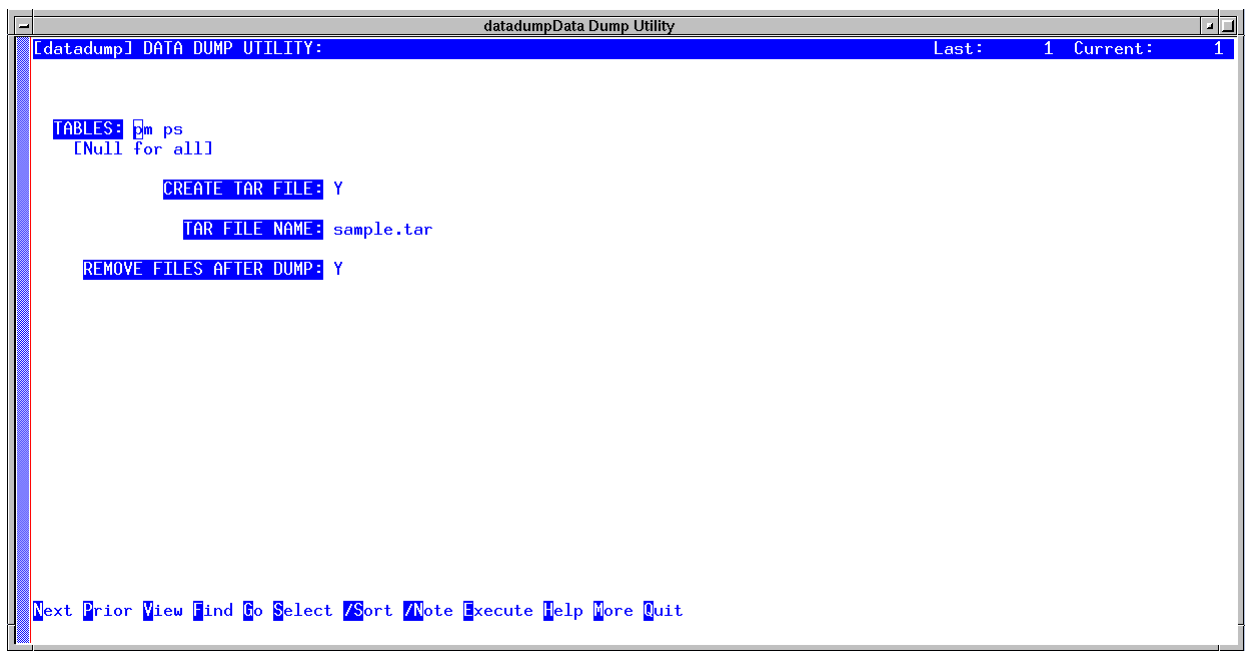 datadumpData Dump Utility
[datadump] DATA DUMP UTILITY: Last: 1 Current: 1
TABLES: pm ps
[Null for all]
CREATE TAR FILE: Y
TAR FILE NAME: sample.tar
REMOVE FILES AFTER DUMP: Y
Next Prior View Find Go Select /Sort /Note Execute Help More Quit